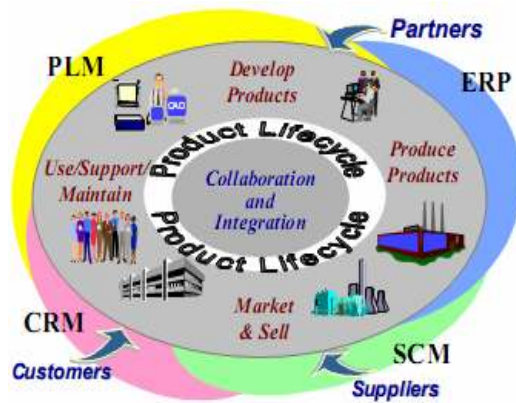 Partners
PLM
Develop
Products
ERP
Product Lifecycle
Use/Support/
Maintain
Collaboration
and
Integration
Produce
Products
Product Lifecycle
Market
& Sell
CRM
Customers
SCM
Suppliers